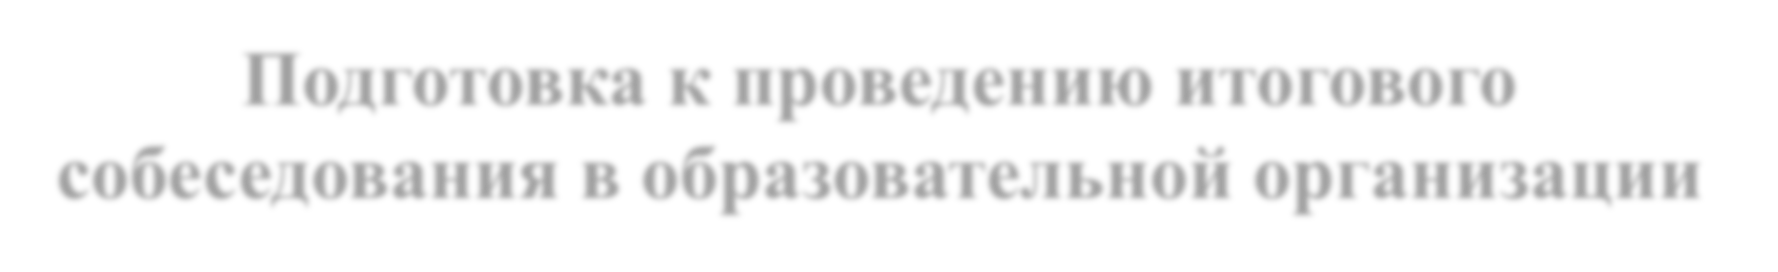 Подготовка к проведению итогового
собеседования в образовательной организации